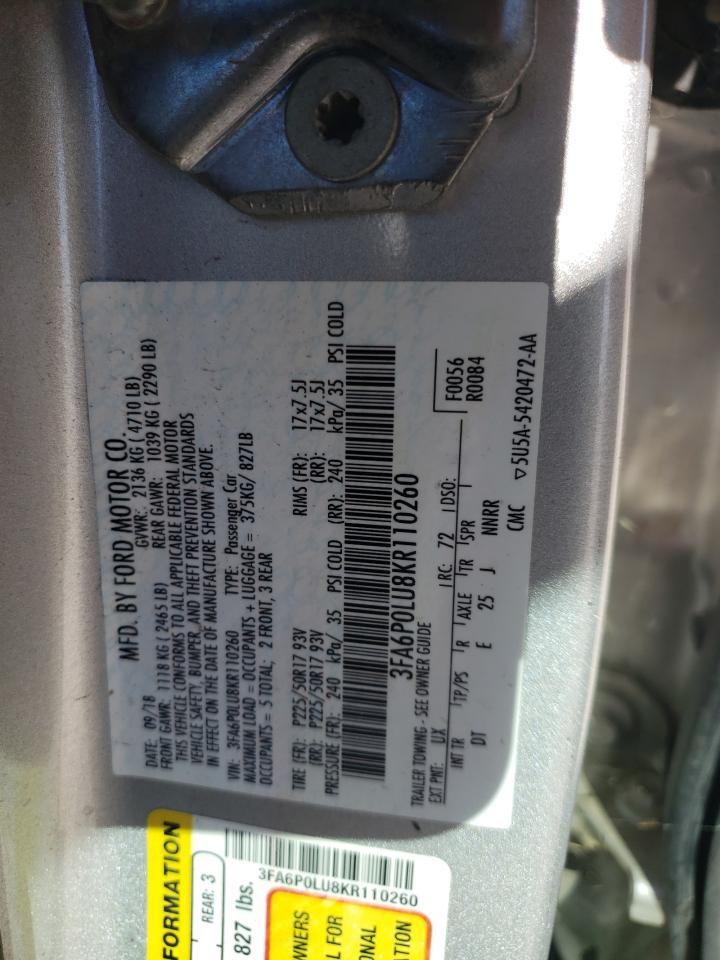 MFD. BY FORD MOTOR CO.
DATE: 09/18 GVWR: 2136 KG ( 4710 LB)
FRONT GAWR: 1118 KG ( 2465 LB) REAR GAWR: 1039 KG ( 2290 LB)
THIS VEHICLE CONFORMS TO ALL APPLICABLE FEDERAL MOTOR
VEHICLE SAFETY, BUMPER, AND THEFT PREVENTION STANDARDS
IN EFFECT ON THE DATE OF MANUFACTURE SHOWN ABOVE.
VIN: 3FA6P0LU8KR110260 TYPE: Passenger Car
MAXIMUM LOAD = OCCUPANTS + LUGGAGE = 375KG/ 827LB
OCCUPANTS = 5 TOTAL; 2 FRONT, 3 REAR
TIRE (FR): P225/50R17 93V RIMS (FR): 17x7.5J
(RR): P225/50R17 93V (RR): 17x7.5J
PRESSURE (FR): 240 kPa/ 35 PSI COLD (RR): 240 kPa/ 35 PSI COLD
3FA6P0LU8KR110260
TRAILER TOWING - SEE OWNER GUIDE F0056
EXT PNT: UX RC: 72 DSO: R0084
INT TR TP/PS R AXLE TR SPR
DT E 25 J NNRR
CMC ▽5U5A-5420472-AA
FORMATION
REAR: 3
827 lbs.
3FA6P0LU8KR110260
WNERS
L FOR
ONAL
ATION